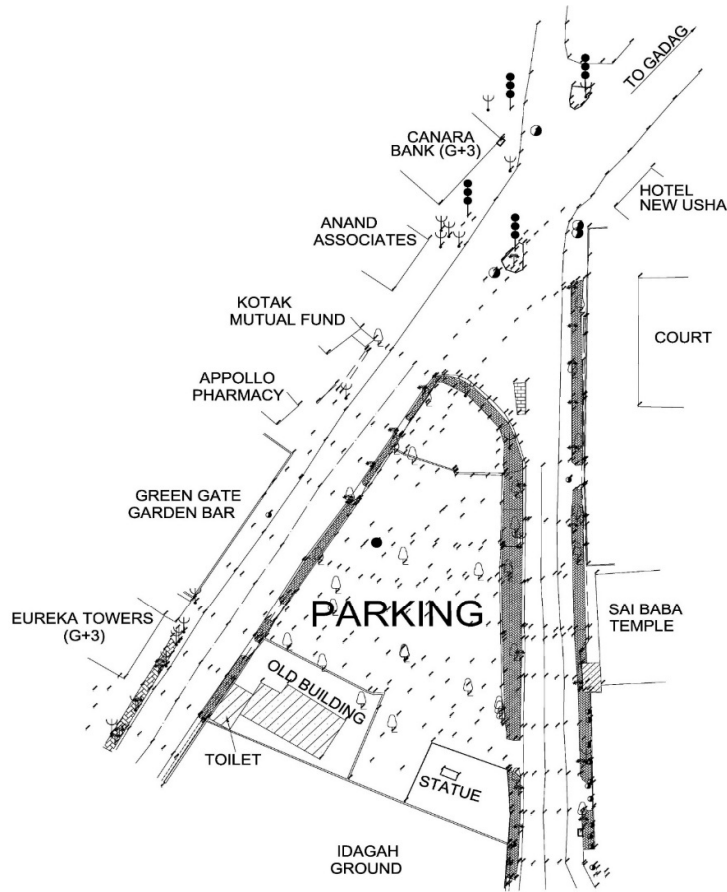 TO GADAG
CANARA
BANK (G+3)
HOTEL
NEW USHA
ANAND
ASSOCIATES
KOTAK
MUTUAL FUND
COURT
APPOLLO
PHARMACY
GREEN GATE
GARDEN BAR
PARKING
EUREKA TOWERS
(G+3)
SAI BABA
TEMPLE
OLD BUILDING
TOILET
STATUE
IDAGAH
GROUND